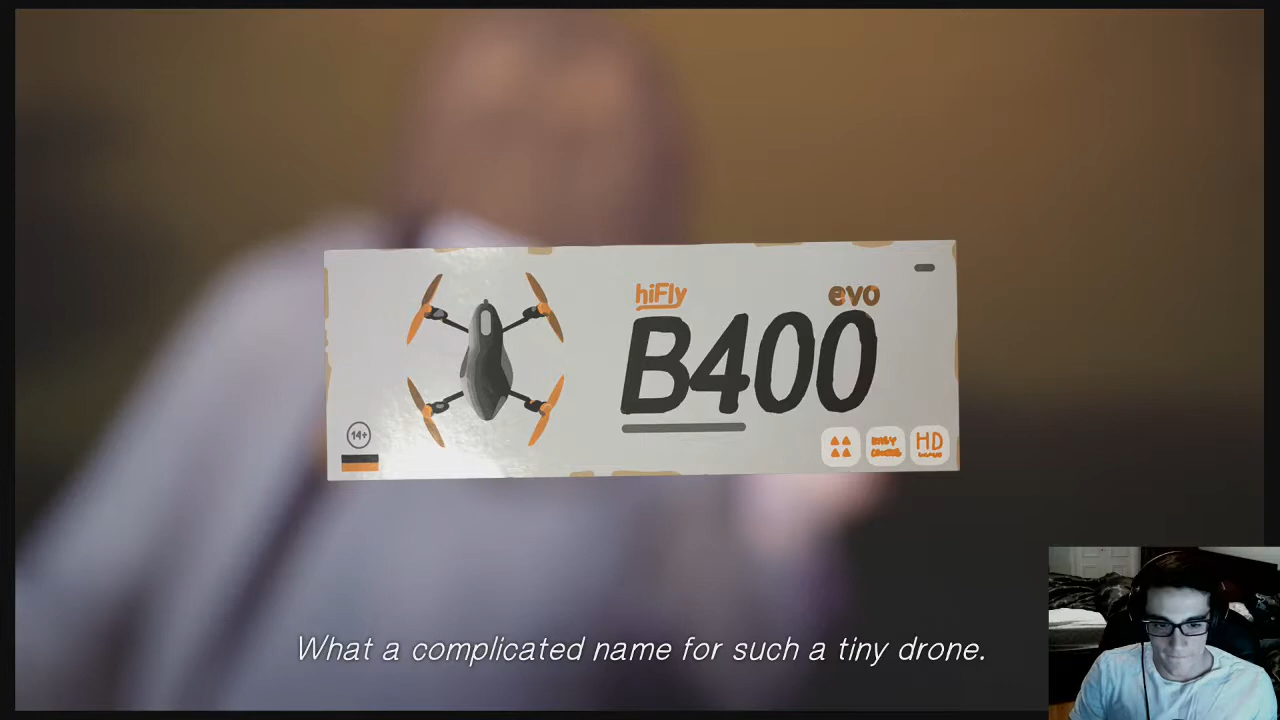 hiFly
evo
B400
14+
HD
What a complicated name for such a tiny drone.